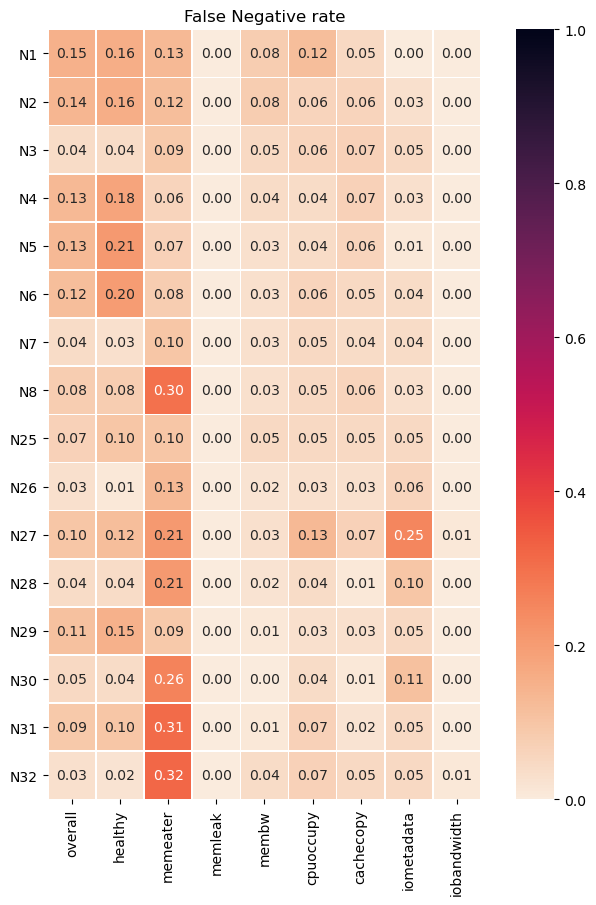 False Negative rate
N1 0.15 0.16 0.13 0.00 0.08 0.12 0.05 0.00 0.00
N2 0.14 0.16 0.12 0.00 0.08 0.06 0.06 0.03 0.00
N3 0.04 0.04 0.09 0.00 0.05 0.06 0.07 0.05 0.00
N4 0.13 0.18 0.06 0.00 0.04 0.04 0.07 0.03 0.00
N5 0.13 0.21 0.07 0.00 0.03 0.04 0.06 0.01 0.00
N6 0.12 0.20 0.08 0.00 0.03 0.06 0.05 0.04 0.00
N7 0.04 0.03 0.10 0.00 0.03 0.05 0.04 0.04 0.00
N8 0.08 0.08 0.30 0.00 0.03 0.05 0.06 0.03 0.00
N25 0.07 0.10 0.10 0.00 0.05 0.05 0.05 0.05 0.00
N26 0.03 0.01 0.13 0.00 0.02 0.03 0.03 0.06 0.00
N27 0.10 0.12 0.21 0.00 0.03 0.13 0.07 0.25 0.01
N28 0.04 0.04 0.21 0.00 0.02 0.04 0.01 0.10 0.00
N29 0.11 0.15 0.09 0.00 0.01 0.03 0.03 0.05 0.00
N30 0.05 0.04 0.26 0.00 0.00 0.04 0.01 0.11 0.00
N31 0.09 0.10 0.31 0.00 0.01 0.07 0.02 0.05 0.00
N32 0.03 0.02 0.32 0.00 0.04 0.07 0.05 0.05 0.01
overall
healthy
memeater
memleak
membw
cpuoccupy
cachecopy
iometadata
iobandwidth
1.0
0.8
0.6
0.4
0.2
0.0